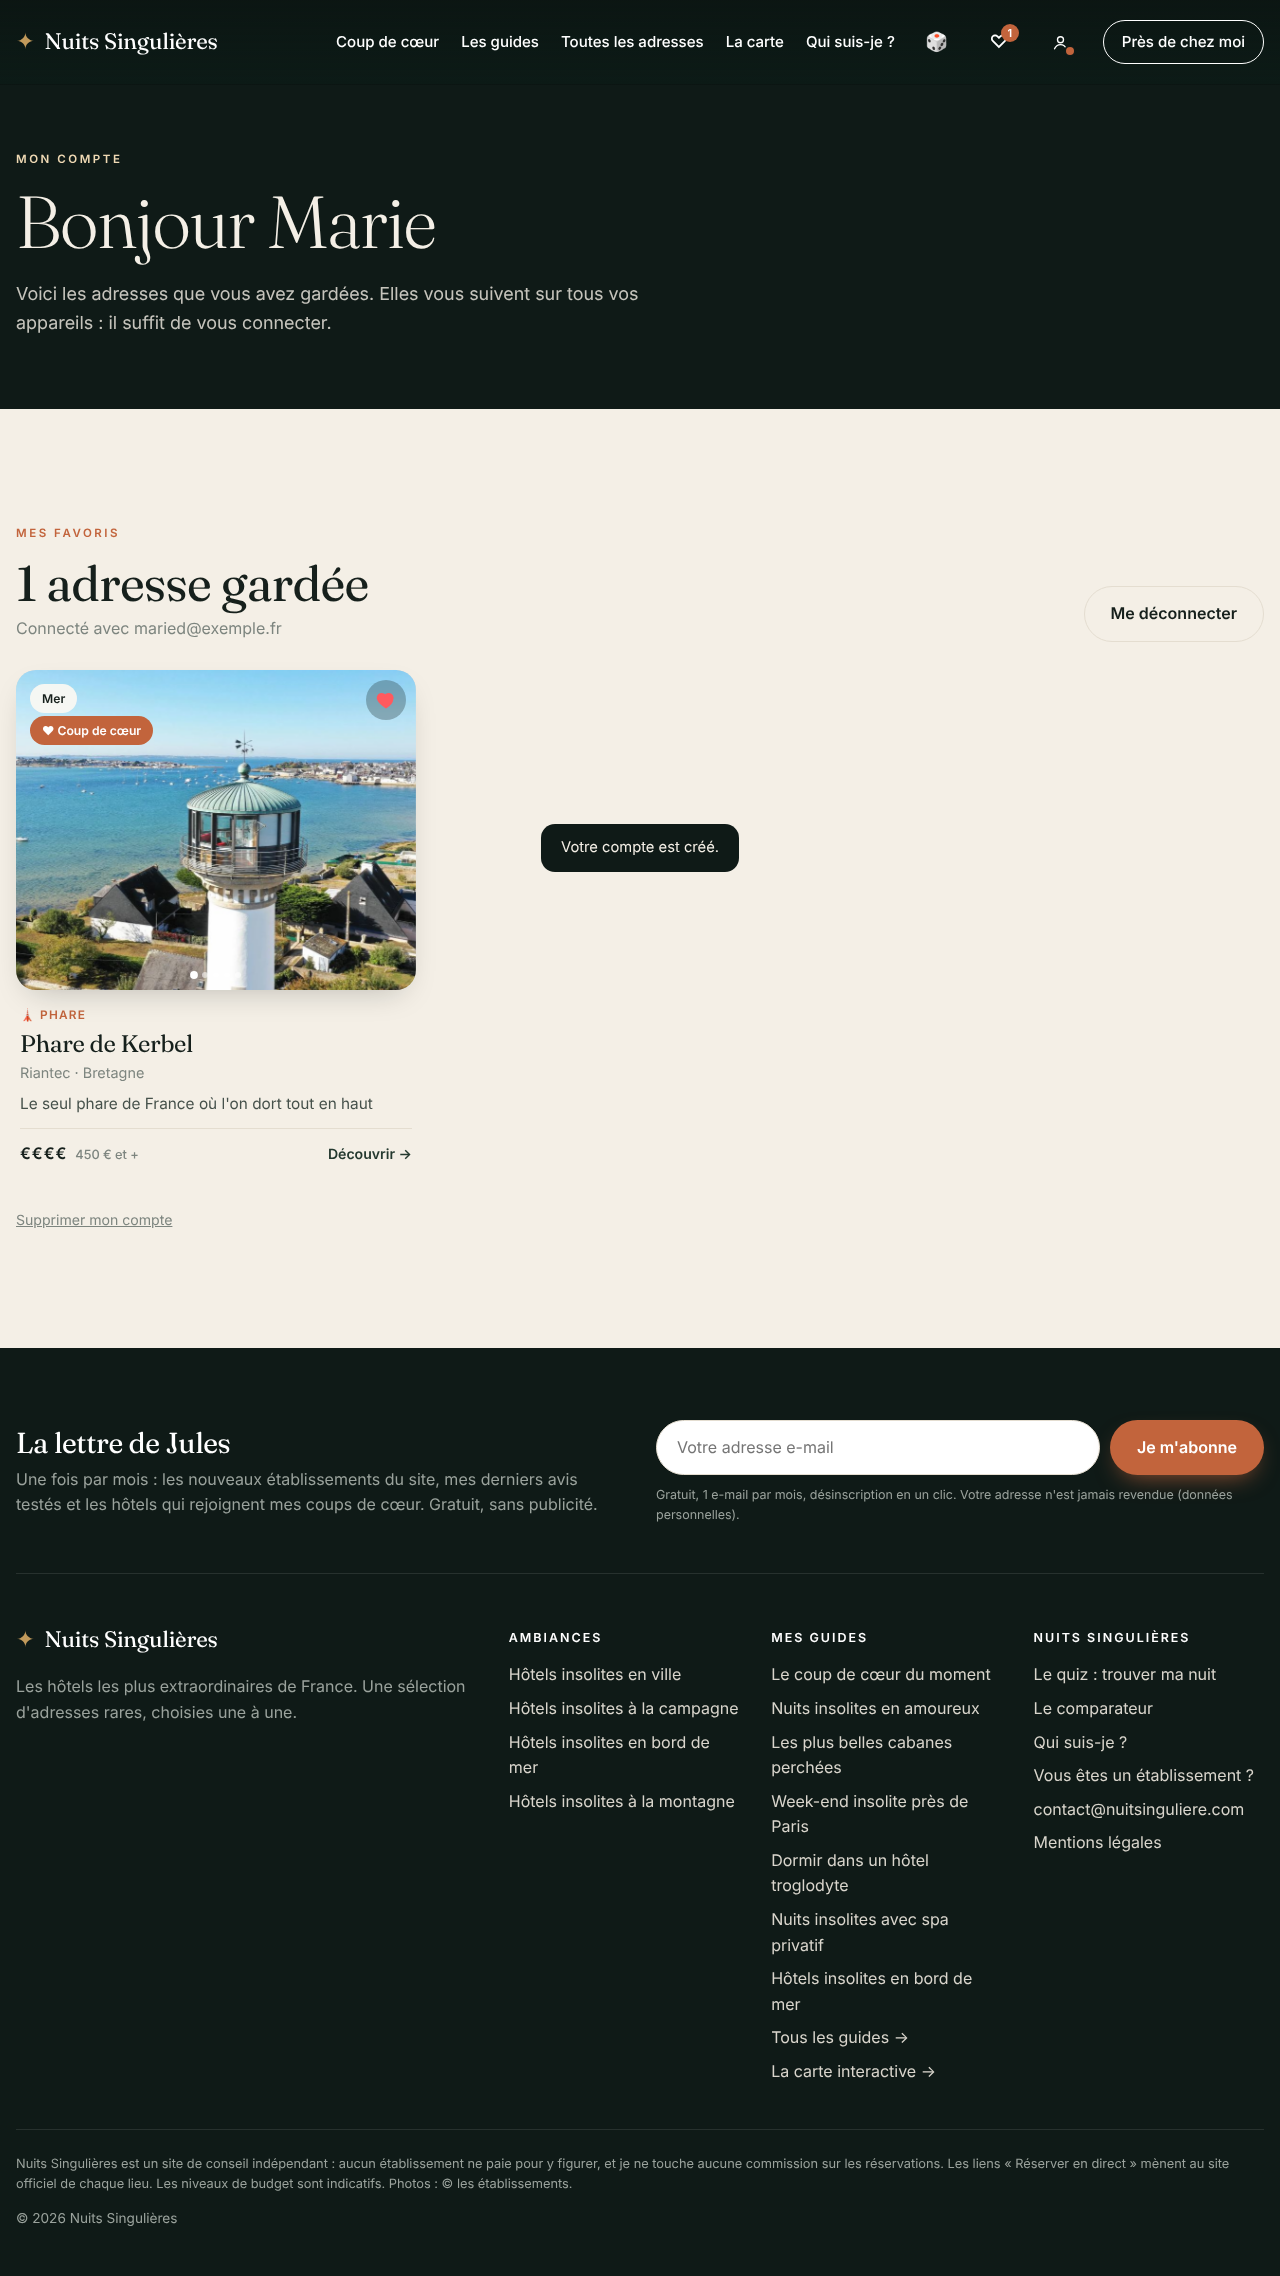 Nuits Singulières
Coup de cœur
Les guides
Toutes les adresses
La carte
Qui suis-je ?
1
Près de chez moi
MON COMPTE
Bonjour Marie
Voici les adresses que vous avez gardées. Elles vous suivent sur tous vos
appareils : il suffit de vous connecter.
MES FAVORIS
1 adresse gardée
Connecté avec maried@exemple.fr
Me déconnecter
Mer
♥ Coup de cœur
Votre compte est créé.
PHARE
Phare de Kerbel
Riantec · Bretagne
Le seul phare de France où l'on dort tout en haut
€€€€ 450 € et +
Découvrir →
Supprimer mon compte
La lettre de Jules
Une fois par mois : les nouveaux établissements du site, mes derniers avis
testés et les hôtels qui rejoignent mes coups de cœur. Gratuit, sans publicité.
Votre adresse e-mail
Je m'abonne
Gratuit, 1 e-mail par mois, désinscription en un clic. Votre adresse n'est jamais revendue (données
personnelles).
Nuits Singulières
Les hôtels les plus extraordinaires de France. Une sélection
d'adresses rares, choisies une à une.
AMBIANCES
Hôtels insolites en ville
Hôtels insolites à la campagne
Hôtels insolites en bord de
mer
Hôtels insolites à la montagne
MES GUIDES
Le coup de cœur du moment
Nuits insolites en amoureux
Les plus belles cabanes
perchées
Week-end insolite près de
Paris
Dormir dans un hôtel
troglodyte
Nuits insolites avec spa
privatif
Hôtels insolites en bord de
mer
Tous les guides →
La carte interactive →
NUITS SINGULIÈRES
Le quiz : trouver ma nuit
Le comparateur
Qui suis-je ?
Vous êtes un établissement ?
contact@nuitsinguliere.com
Mentions légales
Nuits Singulières est un site de conseil indépendant : aucun établissement ne paie pour y figurer, et je ne touche aucune commission sur les réservations. Les liens « Réserver en direct » mènent au site
officiel de chaque lieu. Les niveaux de budget sont indicatifs. Photos : © les établissements.
© 2026 Nuits Singulières